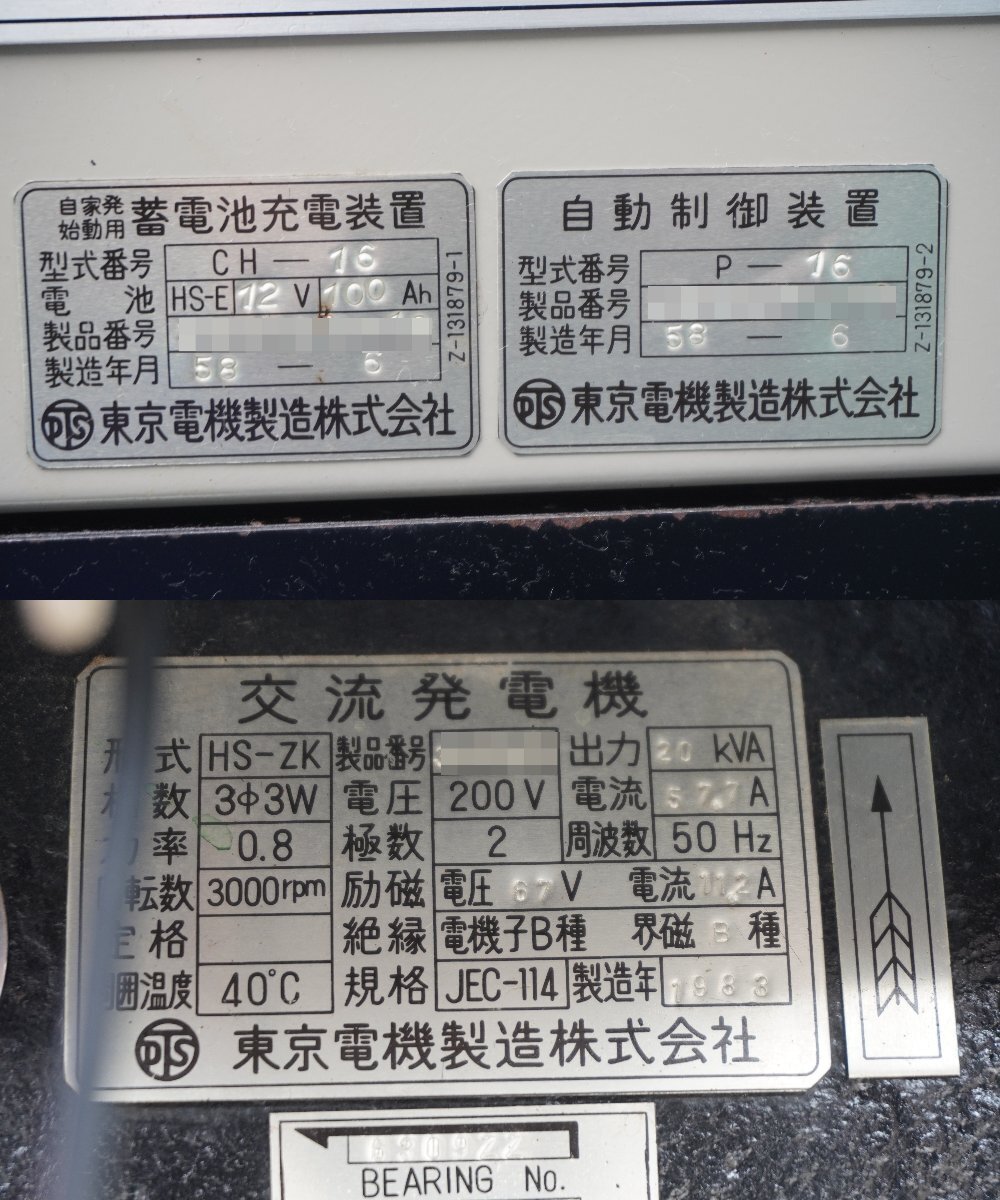 自家発
始動用 蓄電池充電装置
型式番号 CH — 16
電池 HS-E 12 V 100 Ah
製品番号
製造年月 58 — 6
東京電機製造株式会社
Z-131879-1
自動制御装置
型式番号 P — 16
製品番号
製造年月 58 — 6
東京電機製造株式会社
Z-131879-2
交流発電機
形式 HS-ZK 製品番号 出力 20 kVA
数 3φ3W 電圧 200V 電流 57.7 A
率 0.8 極数 2 周波数 50 Hz
転数 3000rpm 励磁 電圧 67 V 電流 A
格 絶縁 電機子B種 界磁 B 種
囲温度 40℃ 規格 JEC-114 製造年 1983
東京電機製造株式会社
BEARING No.